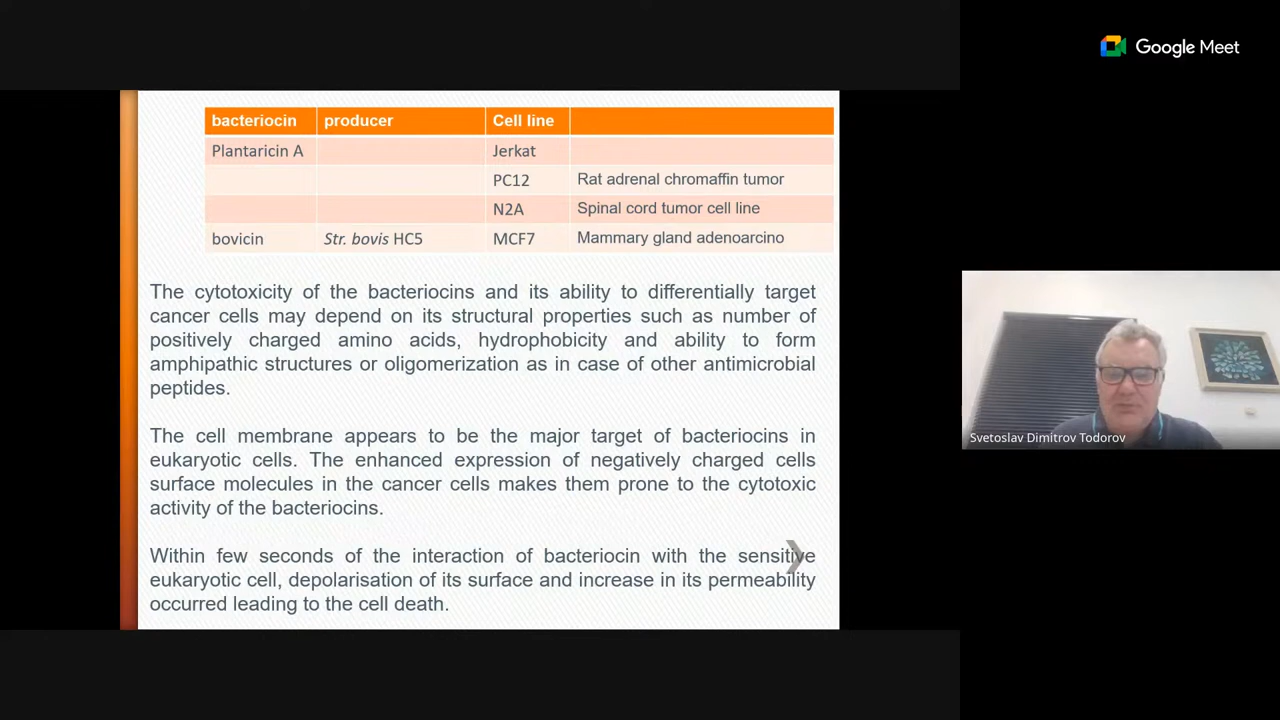 Google Meet
bacteriocin producer Cell line
Plantaricin A Jerkat
PC12 Rat adrenal chromaffin tumor
N2A Spinal cord tumor cell line
bovicin Str. bovis HC5 MCF7 Mammary gland adenoarcino
The cytotoxicity of the bacteriocins and its ability to differentially target
cancer cells may depend on its structural properties such as number of
positively charged amino acids, hydrophobicity and ability to form
amphipathic structures or oligomerization as in case of other antimicrobial
peptides.
The cell membrane appears to be the major target of bacteriocins in
eukaryotic cells. The enhanced expression of negatively charged cells
surface molecules in the cancer cells makes them prone to the cytotoxic
activity of the bacteriocins.
Within few seconds of the interaction of bacteriocin with the sensitive
eukaryotic cell, depolarisation of its surface and increase in its permeability
occurred leading to the cell death.
Svetoslav Dimitrov Todorov